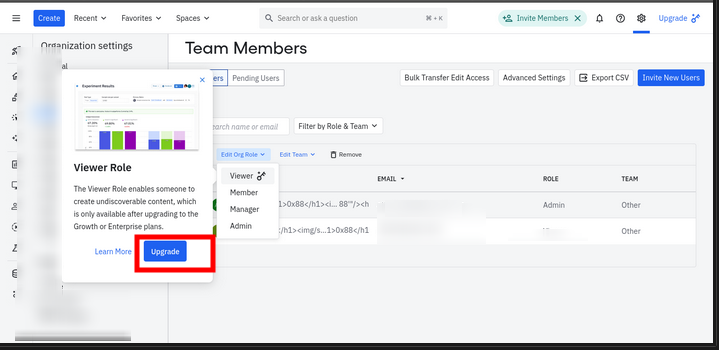 Create
Recent
Favorites
Spaces
Search or ask a question
⌘+K
Invite Members
Upgrade
Organization settings
Team Members
Pending Users
Bulk Transfer Edit Access
Advanced Settings
Export CSV
Invite New Users
name or email
Filter by Role & Team
Edit Org Role
Edit Team
Remove
Viewer
Member
Manager
Admin
EMAIL
ROLE
TEAM
1>0x88</h1><i... 88'"/><h
Admin
Other
/h1><img/s...1>0x88</h1
Other
Experiment Results
Viewer Role
The Viewer Role enables someone to
create undiscoverable content, which
is only available after upgrading to the
Growth or Enterprise plans.
Learn More
Upgrade